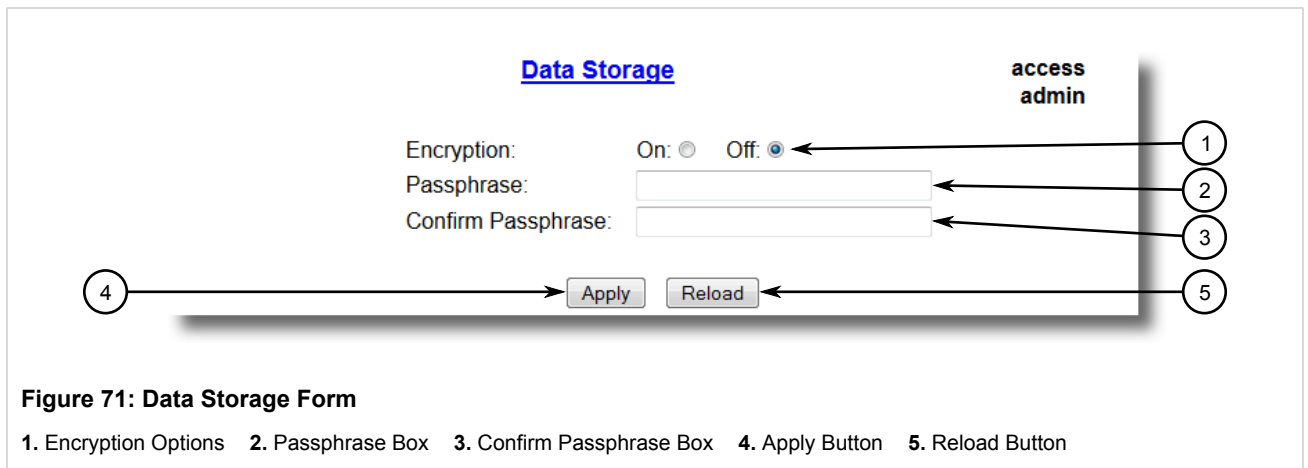 Data Storage
access
admin
Encryption: On: Off: 1
Passphrase: 2
Confirm Passphrase: 3
4 Apply Reload 5
Figure 71: Data Storage Form
1. Encryption Options 2. Passphrase Box 3. Confirm Passphrase Box 4. Apply Button 5. Reload Button